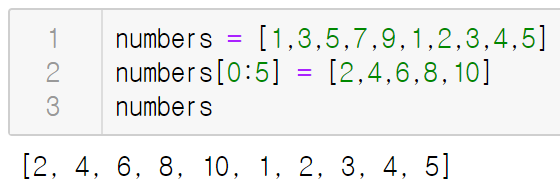 1 numbers = [1,3,5,7,9,1,2,3,4,5]
2 numbers[0:5] = [2,4,6,8,10]
3 numbers
[2, 4, 6, 8, 10, 1, 2, 3, 4, 5]